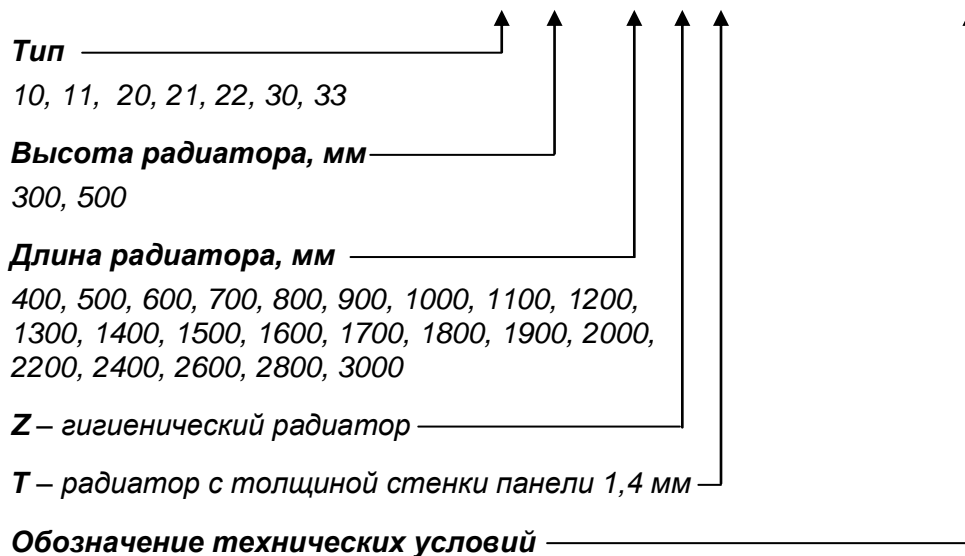 Тип
10, 11, 20, 21, 22, 30, 33
Высота радиатора, мм
300, 500
Длина радиатора, мм
400, 500, 600, 700, 800, 900, 1000, 1100, 1200,
1300, 1400, 1500, 1600, 1700, 1800, 1900, 2000,
2200, 2400, 2600, 2800, 3000
Z – гигиенический радиатор
Т – радиатор с толщиной стенки панели 1,4 мм
Обозначение технических условий